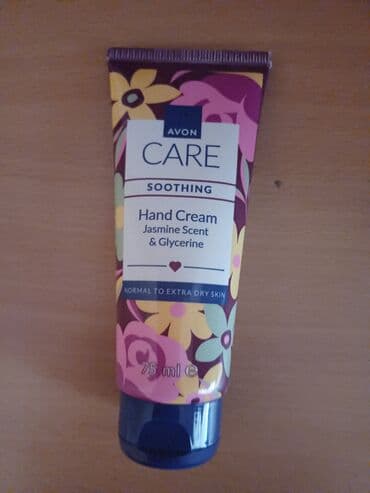 AVON
CARE
SOOTHING
Hand Cream
Jasmine Scent
& Glycerine
NORMAL TO EXTRA DRY SKIN
75 ml ℮